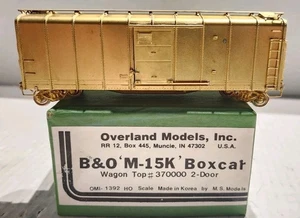 Overland Models, Inc.
RR 12, Box 445, Muncie, IN 47302 U.S.A.
B&O 'M-15K' Boxcar
Wagon Top # 370000 2-Door
OMI-1392 HO Scale Made in Korea by M.S. Models